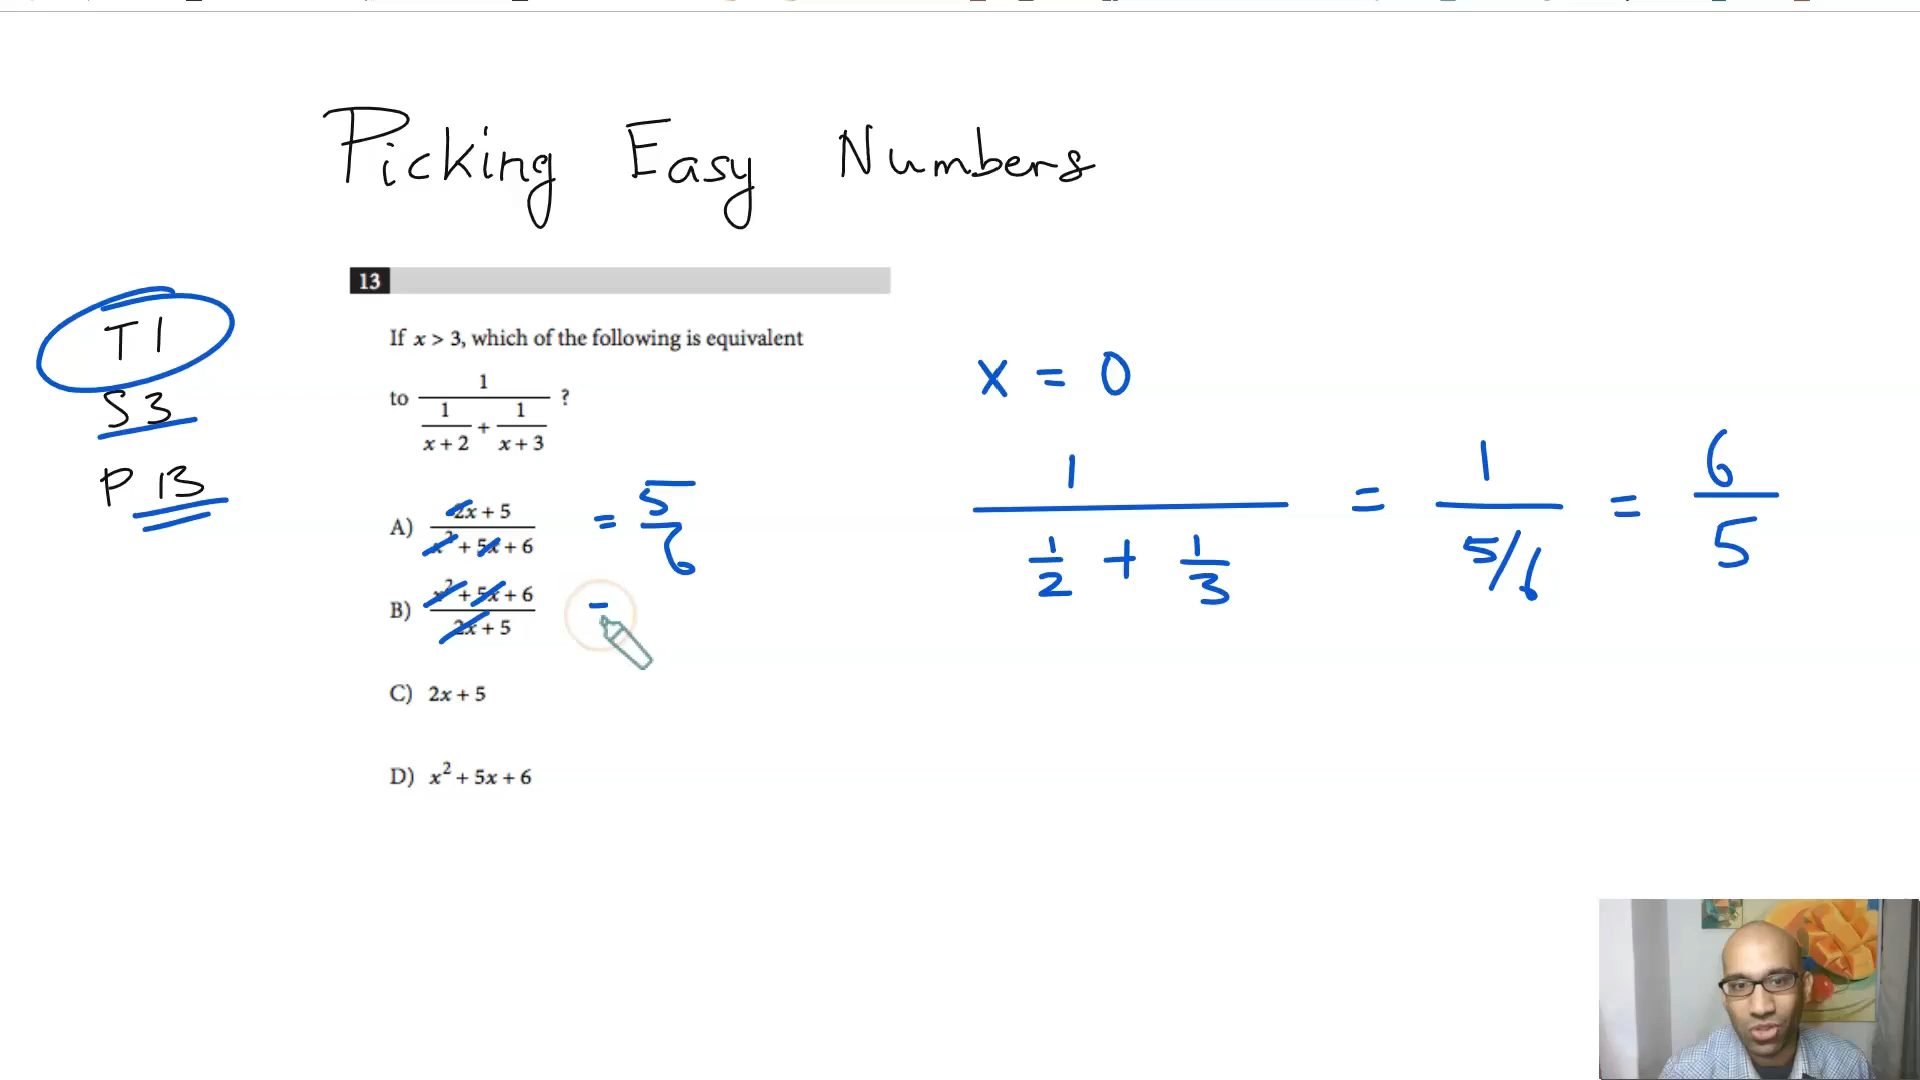 Picking Easy Numbers
T1
S3
P 13
13
If x > 3, which of the following is equivalent
to 1 / (1/(x + 2) + 1/(x + 3)) ?
A) (2x + 5)/(x² + 5x + 6) = 5/6
B) (x² + 5x + 6)/(2x + 5) -
C) 2x + 5
D) x² + 5x + 6
x = 0
1 / (1/2 + 1/3) = 1 / (5/6) = 6/5